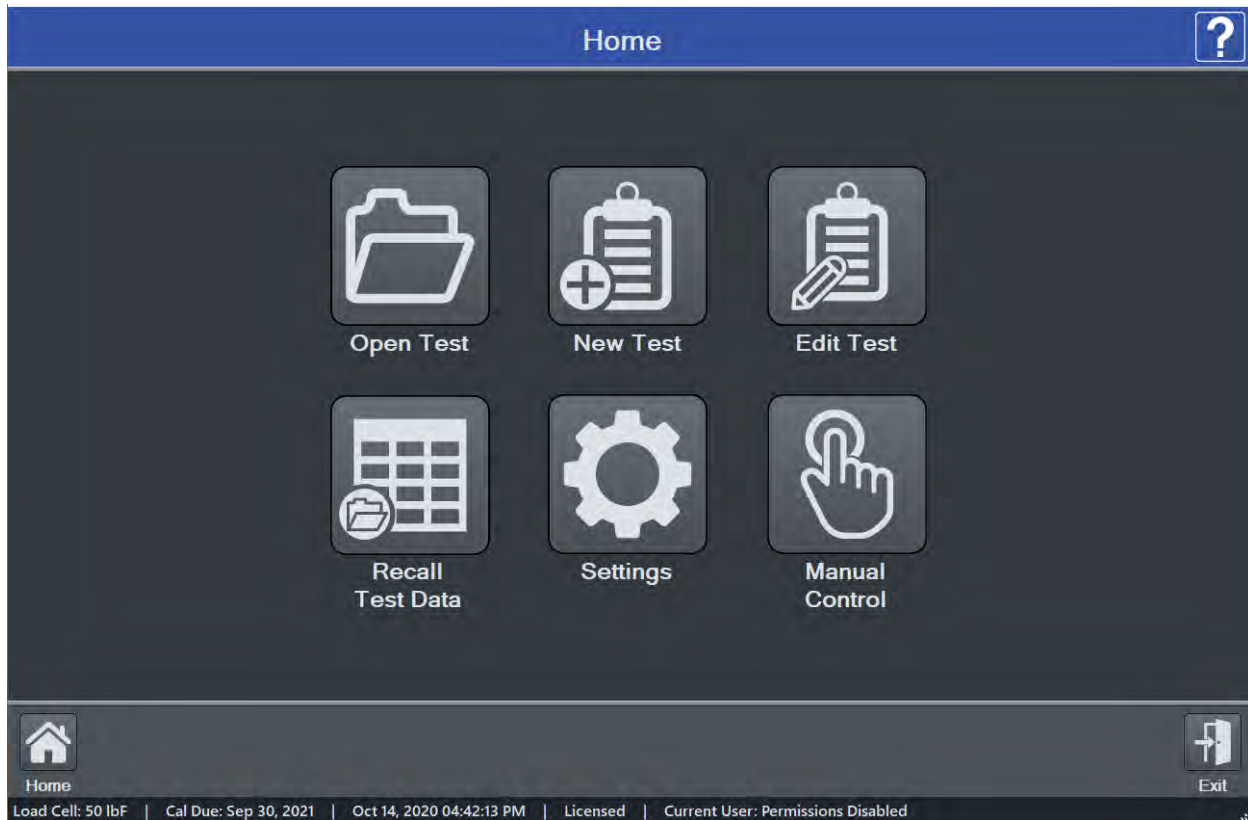 Home
?
Open Test
New Test
Edit Test
Recall
Test Data
Settings
Manual
Control
Home
Exit
Load Cell: 50 lbF | Cal Due: Sep 30, 2021 | Oct 14, 2020 04:42:13 PM | Licensed | Current User: Permissions Disabled